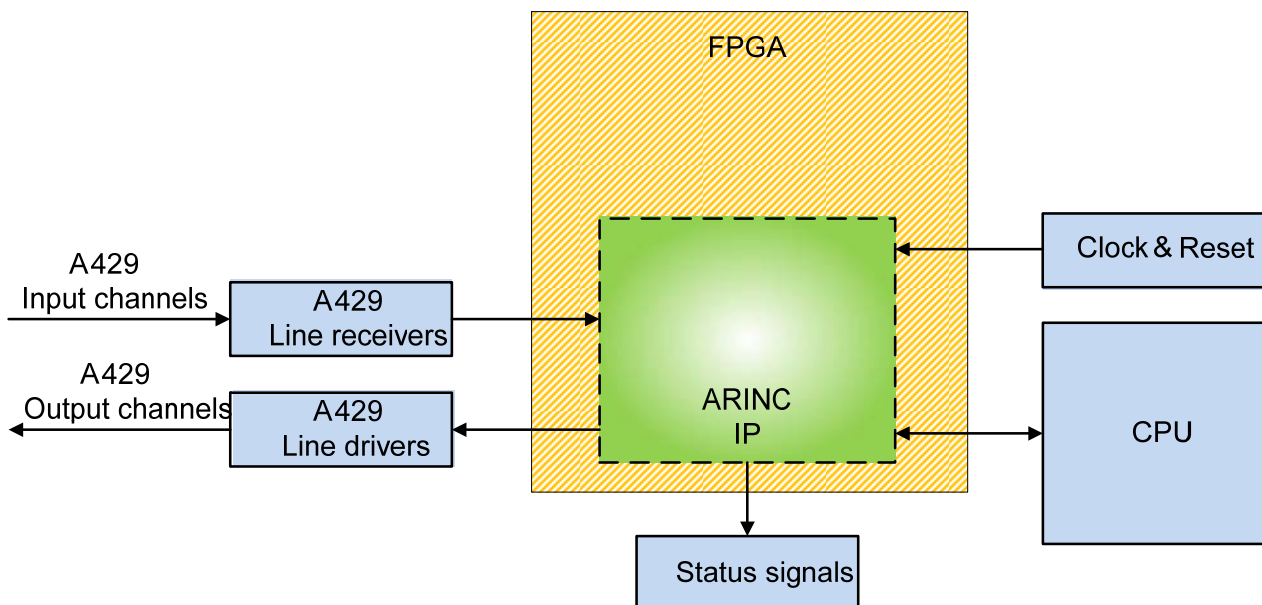 FPGA
A429
Input channels
A429
Line receivers
A429
Output channels
A429
Line drivers
ARINC
IP
Clock & Reset
CPU
Status signals